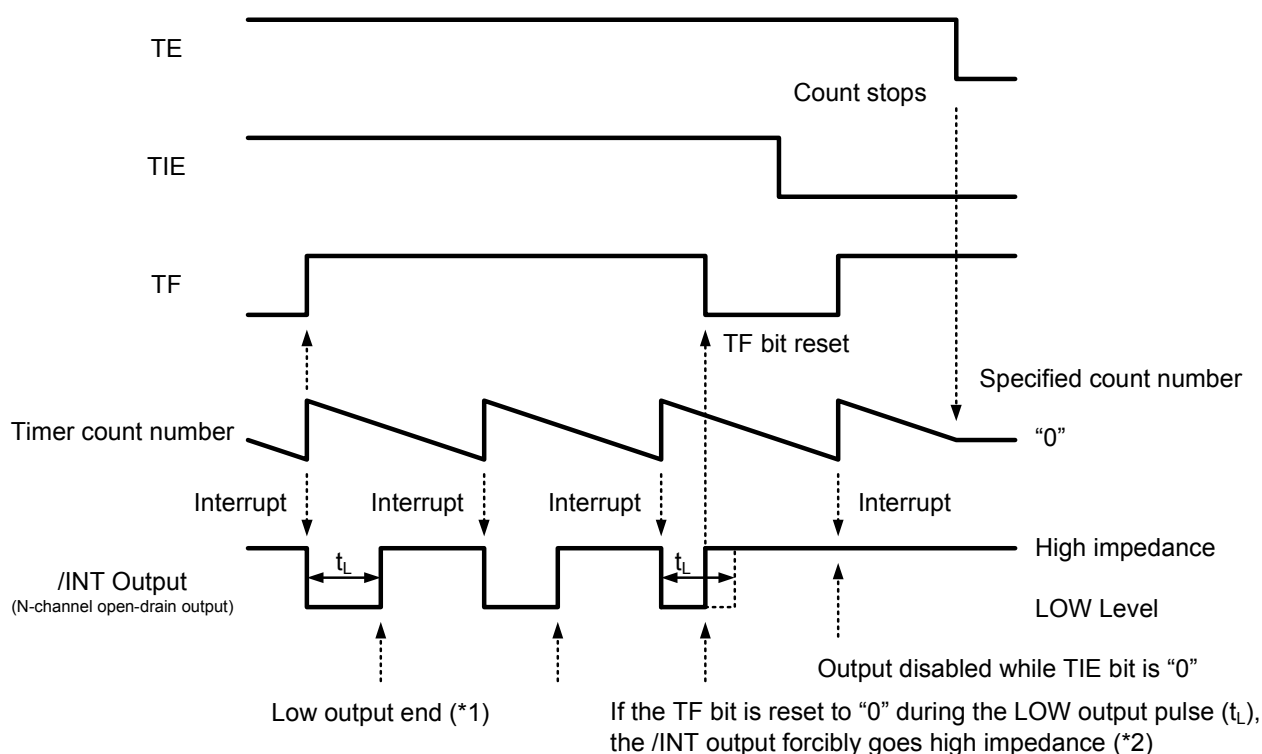 TE
Count stops
TIE
TF
TF bit reset
Specified count number
Timer count number
“0”
Interrupt
Interrupt
Interrupt
Interrupt
High impedance
tL
tL
/INT Output
(N-channel open-drain output)
LOW Level
Output disabled while TIE bit is “0”
Low output end (*1)
If the TF bit is reset to “0” during the LOW output pulse (tL),
the /INT output forcibly goes high impedance (*2)